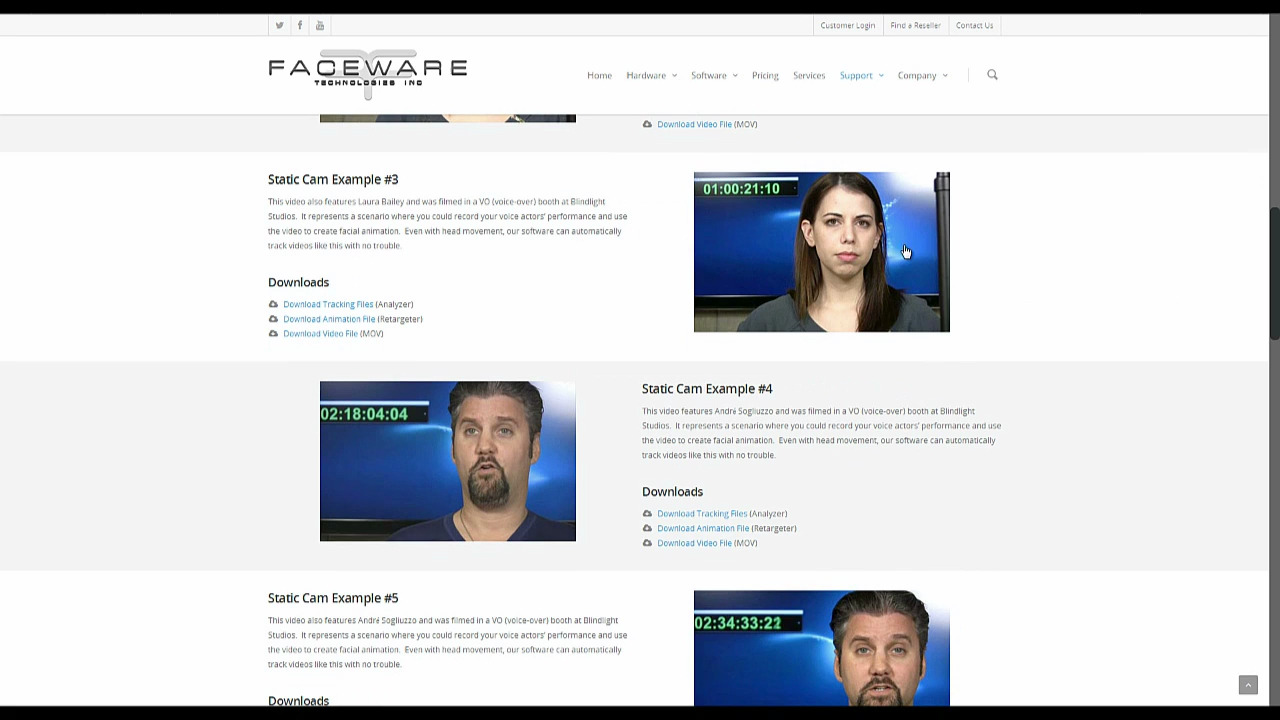 Customer Login
Find a Reseller
Contact Us
FACEWARE
TECHNOLOGIES INC
Home
Hardware
Software
Pricing
Services
Support
Company
Download Video File (MOV)
Static Cam Example #3
This video also features Laura Bailey and was filmed in a VO (voice-over) booth at Blindlight
Studios. It represents a scenario where you could record your voice actors' performance and use
the video to create facial animation. Even with head movement, our software can automatically
track videos like this with no trouble.
Downloads
Download Tracking Files (Analyzer)
Download Animation File (Retargeter)
Download Video File (MOV)
01:00:21:10
02:18:04:04
Static Cam Example #4
This video features André Sogliuzzo and was filmed in a VO (voice-over) booth at Blindlight
Studios. It represents a scenario where you could record your voice actors' performance and use
the video to create facial animation. Even with head movement, our software can automatically
track videos like this with no trouble.
Downloads
Download Tracking Files (Analyzer)
Download Animation File (Retargeter)
Download Video File (MOV)
Static Cam Example #5
This video also features André Sogliuzzo and was filmed in a VO (voice-over) booth at Blindlight
Studios. It represents a scenario where you could record your voice actors' performance and use
the video to create facial animation. Even with head movement, our software can automatically
track videos like this with no trouble.
Downloads
02:34:33:22